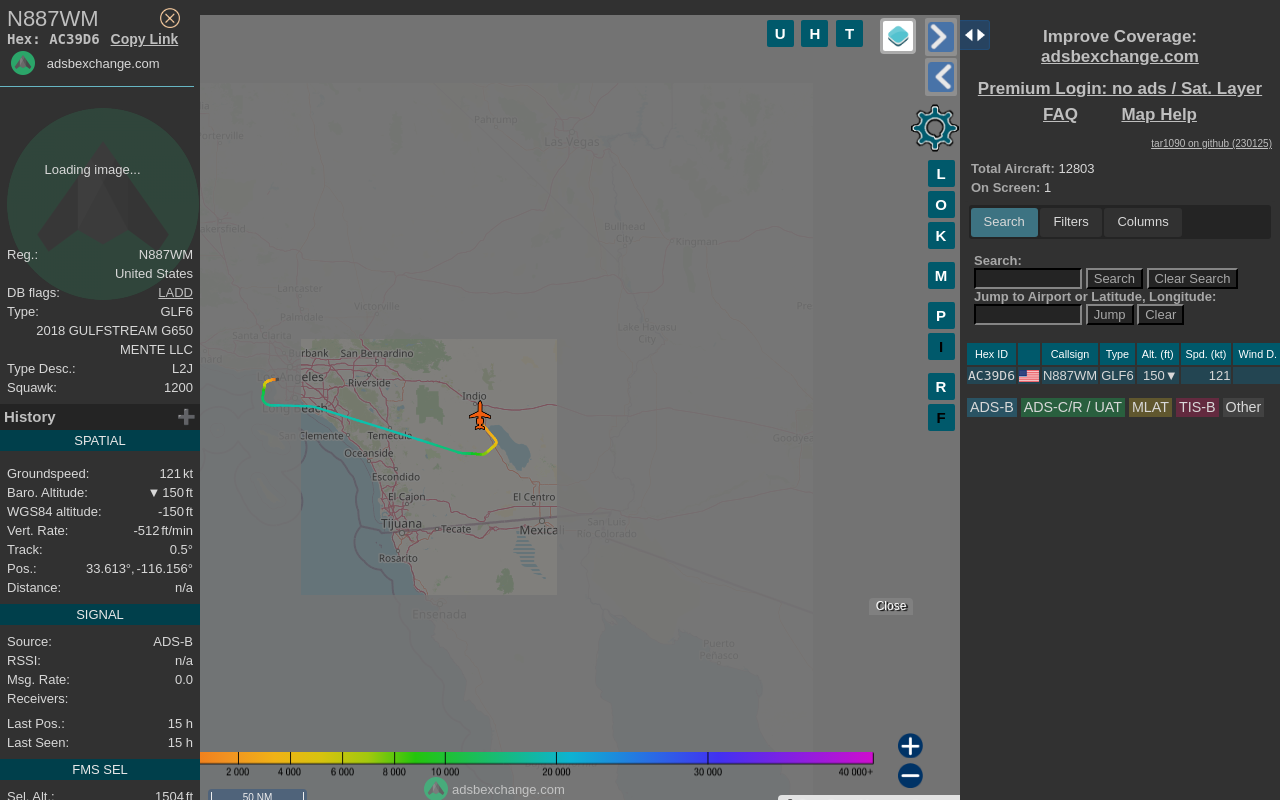 N887WM
Hex: AC39D6 Copy Link
adsbexchange.com
Loading image...
Reg.: N887WM
United States
DB flags: LADD
Type: GLF6
2018 GULFSTREAM G650
MENTE LLC
Type Desc.: L2J
Squawk: 1200
History
SPATIAL
Groundspeed: 121 kt
Baro. Altitude: ▼ 150 ft
WGS84 altitude: -150 ft
Vert. Rate: -512 ft/min
Track: 0.5°
Pos.: 33.613°, -116.156°
Distance: n/a
SIGNAL
Source: ADS-B
RSSI: n/a
Msg. Rate: 0.0
Receivers:
Last Pos.: 15 h
Last Seen: 15 h
FMS SEL
Sel. Alt.: 1504 ft
U H T
L
O
K
M
P
I
R
F
Pahrump
Las Vegas
Bullhead
City
Kingman
Lancaster
Palmdale
Victorville
Santa Clarita
Lake Havasu
City
San Bernardino
Riverside
Indio
San Clemente
Temecula
Oceanside
Escondido
El Cajon
El Centro
Tijuana
Tecate
Mexicali
San Luis
Río Colorado
Rosarito
Ensenada
Puerto
Peñasco
Close
2 000 4 000 6 000 8 000 10 000 20 000 30 000 40 000+
50 NM
adsbexchange.com
Improve Coverage:
adsbexchange.com
Premium Login: no ads / Sat. Layer
FAQ Map Help
tar1090 on github (230125)
Total Aircraft: 12803
On Screen: 1
Search Filters Columns
Search:
Search Clear Search
Jump to Airport or Latitude, Longitude:
Jump Clear
Hex ID Callsign Type Alt. (ft) Spd. (kt) Wind D.
AC39D6 N887WM GLF6 150▼ 121
ADS-B ADS-C/R / UAT MLAT TIS-B Other